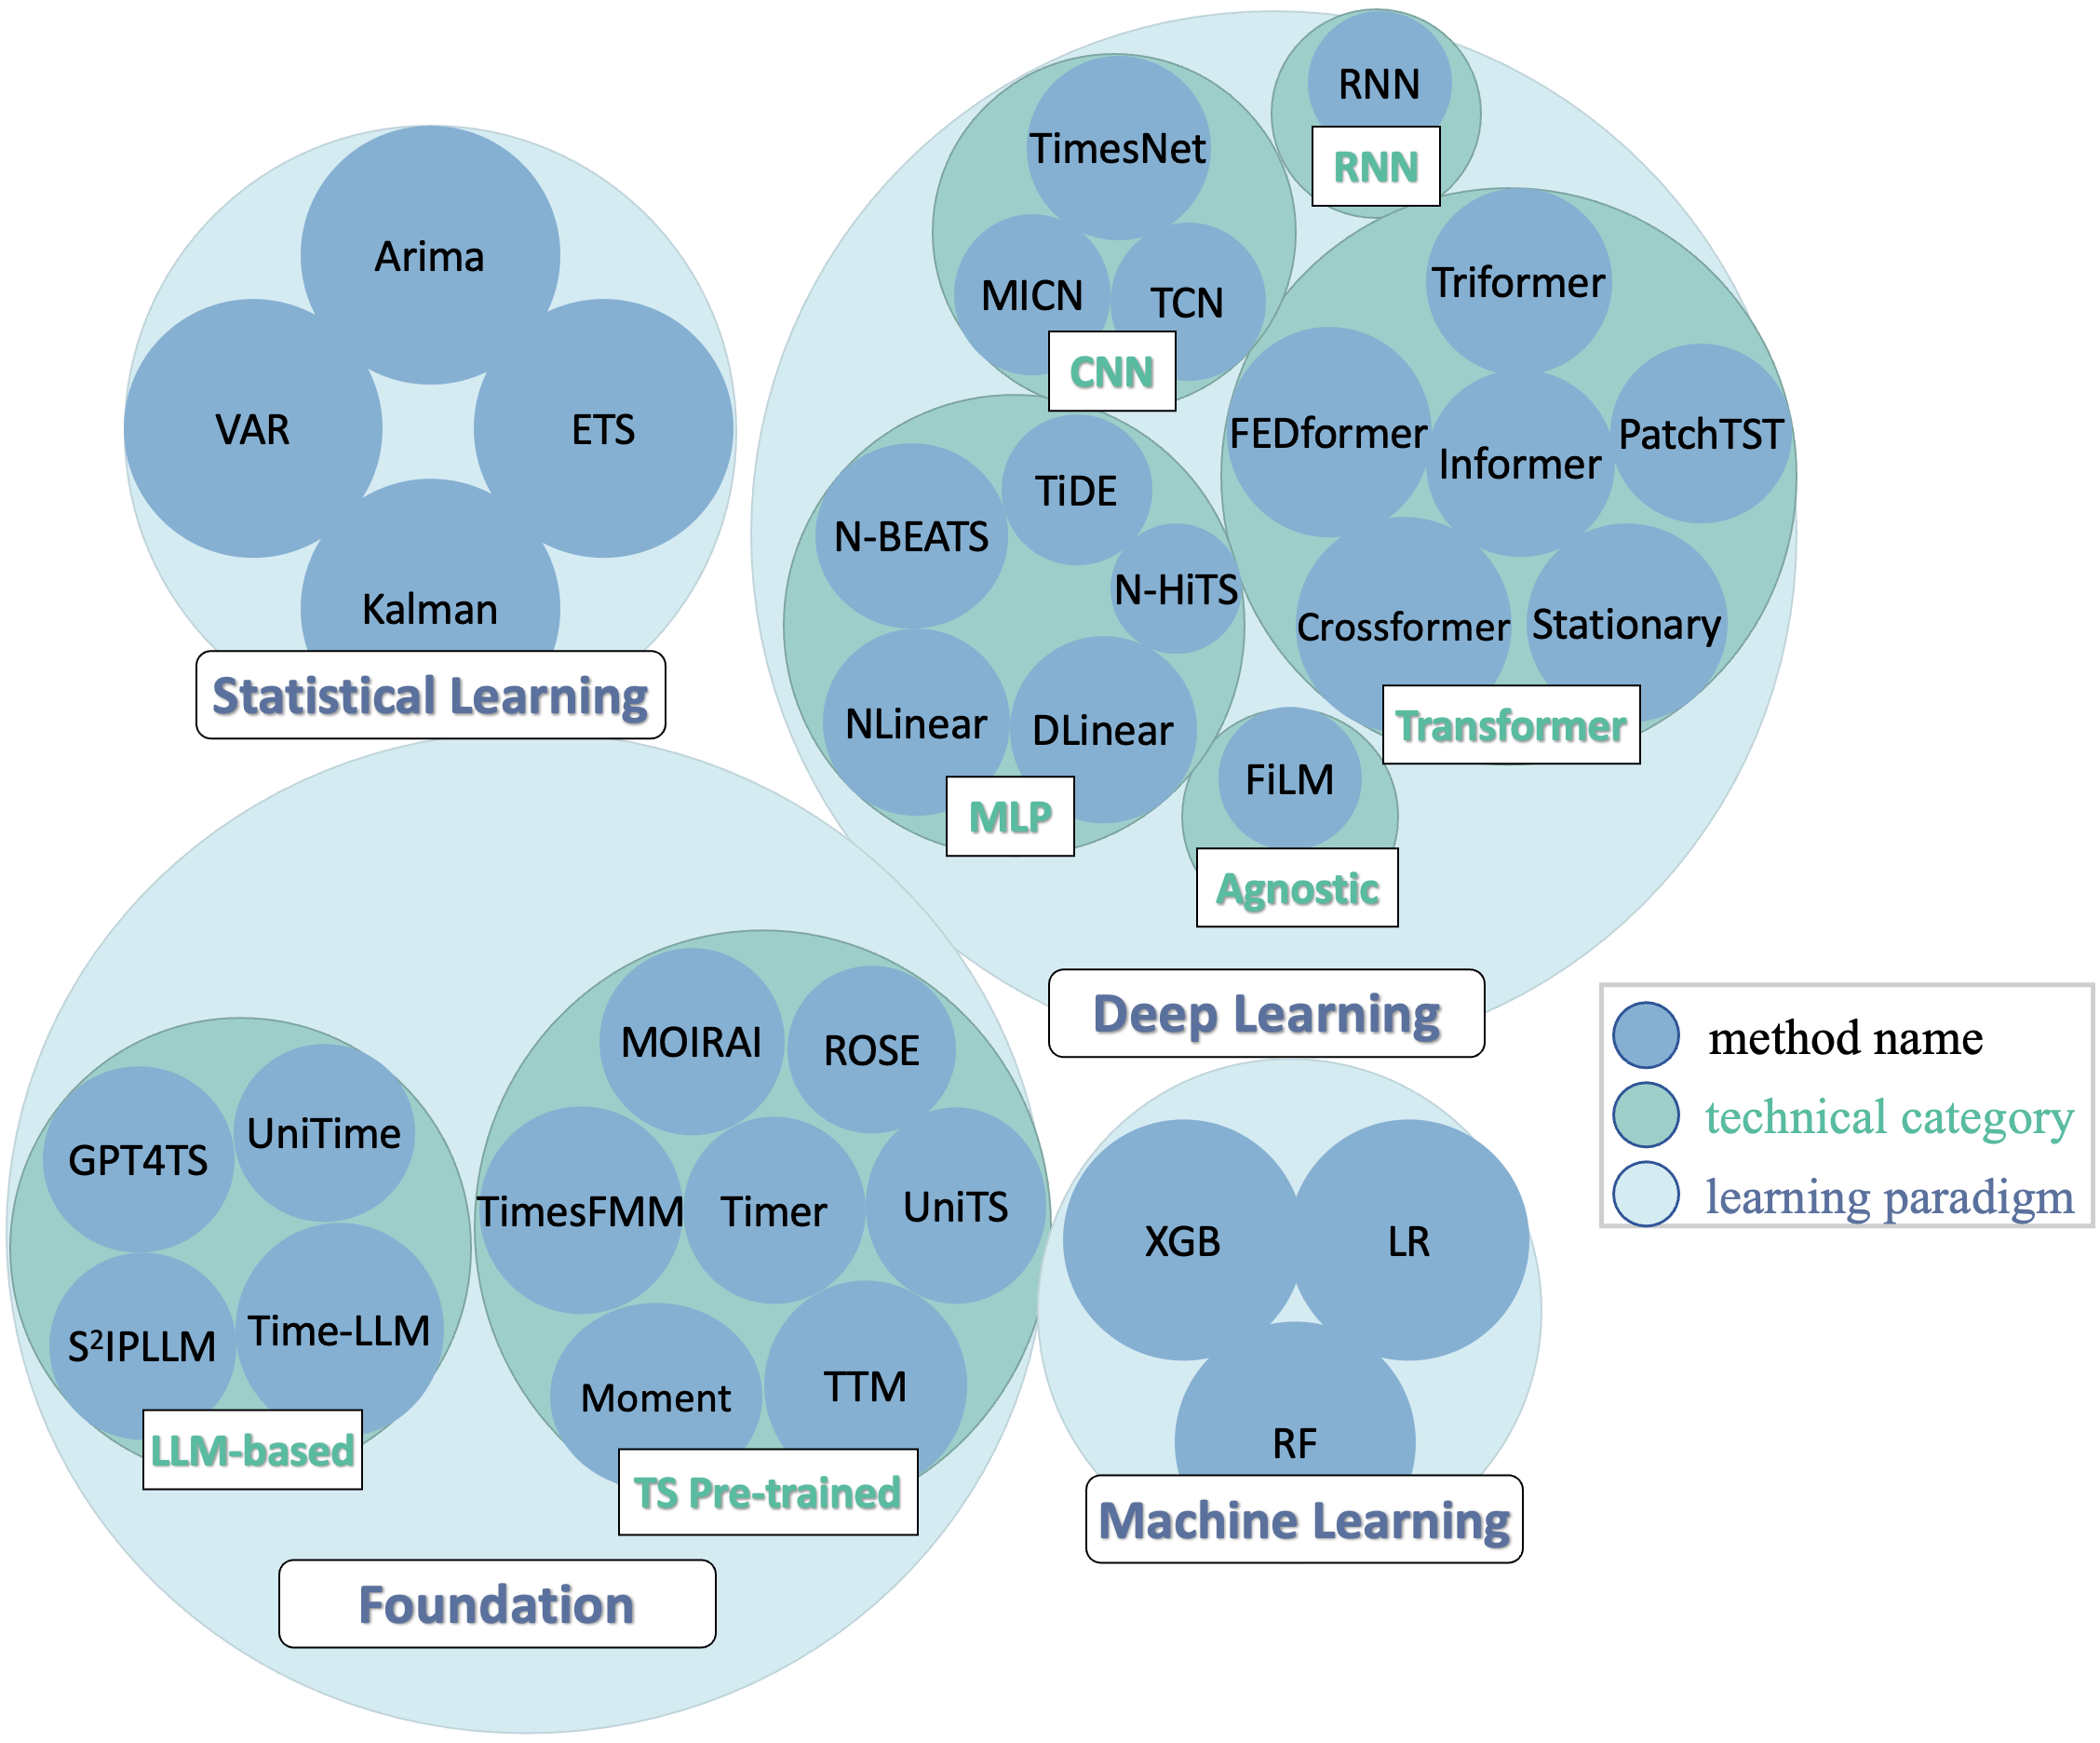 RNN
RNN
TimesNet
MICN
TCN
CNN
Arima
VAR
ETS
Kalman
Statistical Learning
Triformer
FEDformer
Informer
PatchTST
Crossformer
Stationary
Transformer
TiDE
N-BEATS
N-HiTS
NLinear
DLinear
MLP
FiLM
Agnostic
Deep Learning
MOIRAI
ROSE
TimesFMM
Timer
UniTS
Moment
TTM
TS Pre-trained
GPT4TS
UniTime
S²IPLLM
Time-LLM
LLM-based
Foundation
XGB
LR
RF
Machine Learning
method name
technical category
learning paradigm